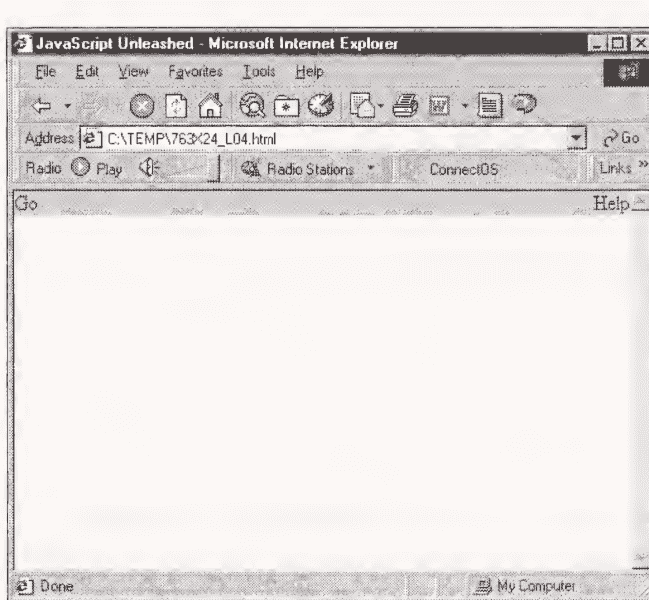 JavaScript Unleashed - Microsoft Internet Explorer
File Edit View Favorites Tools Help
Address C:\TEMP\763X24_L04.html Go
Radio Play Radio Stations ConnectOS Links »
Go Help
Done My Computer